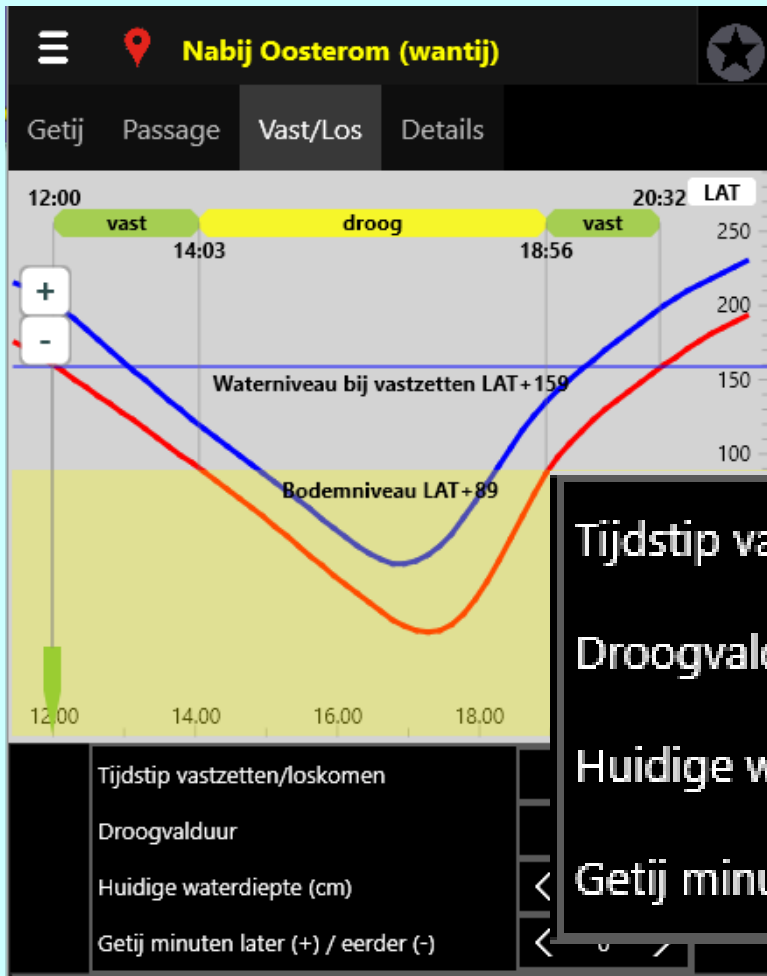 Nabij Oosterom (wantij)
Getij Passage Vast/Los Details
12:00 20:32 LAT
vast droog vast
14:03 18:56
250
+
200
-
Waterniveau bij vastzetten LAT+159
150
100
Bodemniveau LAT+89
12.00 14.00 16.00 18.00
Tijdstip vastzetten/loskomen
Droogvalduur
Huidige waterdiepte (cm) <
Getij minuten later (+) / eerder (-) <
Tijdstip va
Droogval
Huidige w
Getij minu